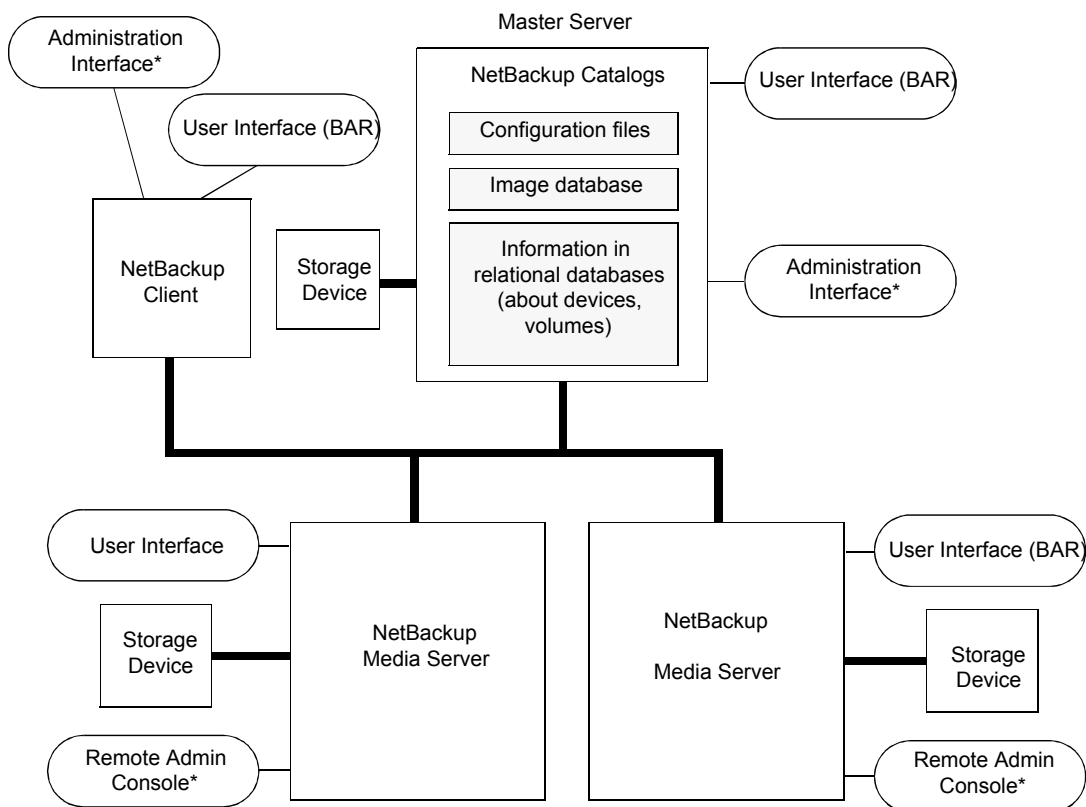 Master Server
Administration
Interface*
User Interface (BAR)
NetBackup
Client
Storage
Device
NetBackup Catalogs
Configuration files
Image database
Information in
relational databases
(about devices,
volumes)
User Interface (BAR)
Administration
Interface*
User Interface
Storage
Device
Remote Admin
Console*
NetBackup
Media Server
NetBackup
Media Server
User Interface (BAR)
Storage
Device
Remote Admin
Console*